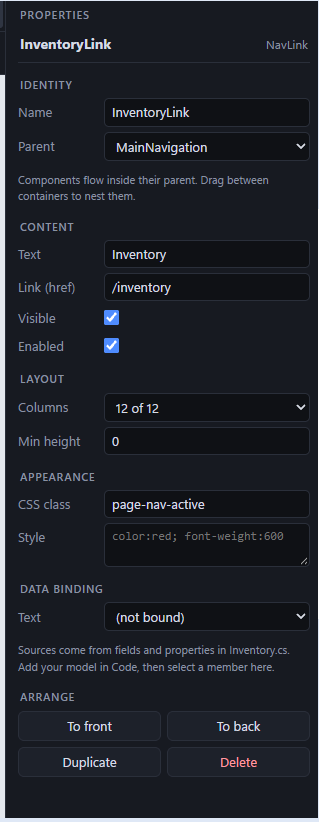 PROPERTIES
InventoryLink NavLink
IDENTITY
Name InventoryLink
Parent MainNavigation
Components flow inside their parent. Drag between
containers to nest them.
CONTENT
Text Inventory
Link (href) /inventory
Visible
Enabled
LAYOUT
Columns 12 of 12
Min height 0
APPEARANCE
CSS class page-nav-active
Style color:red; font-weight:600
DATA BINDING
Text (not bound)
Sources come from fields and properties in Inventory.cs.
Add your model in Code, then select a member here.
ARRANGE
To front To back
Duplicate Delete